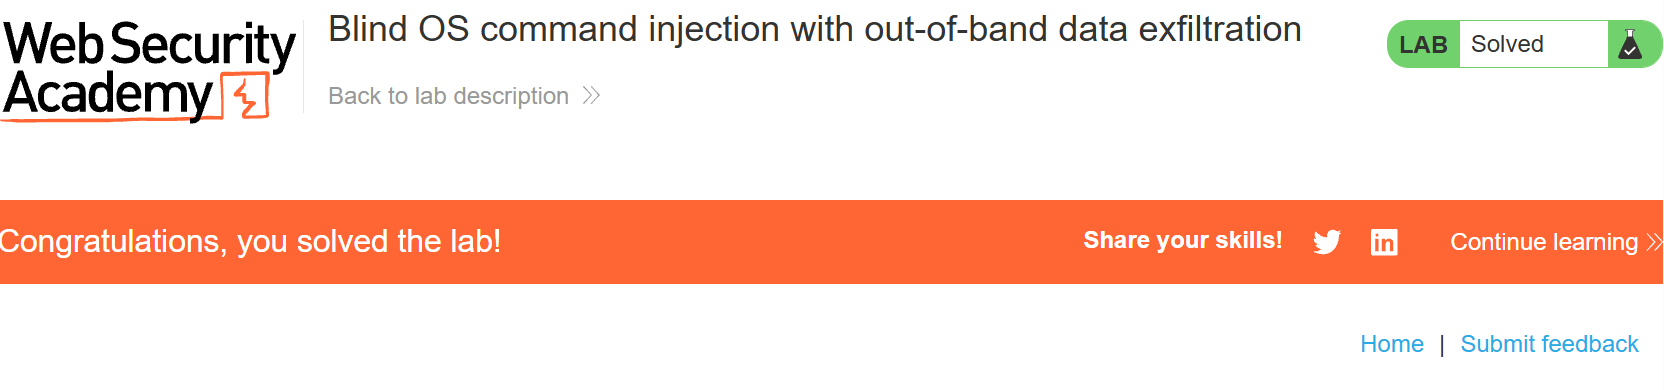 Web Security
Academy
Blind OS command injection with out-of-band data exfiltration
Back to lab description
LAB Solved
Congratulations, you solved the lab!
Share your skills!
in
Continue learning
Home | Submit feedback